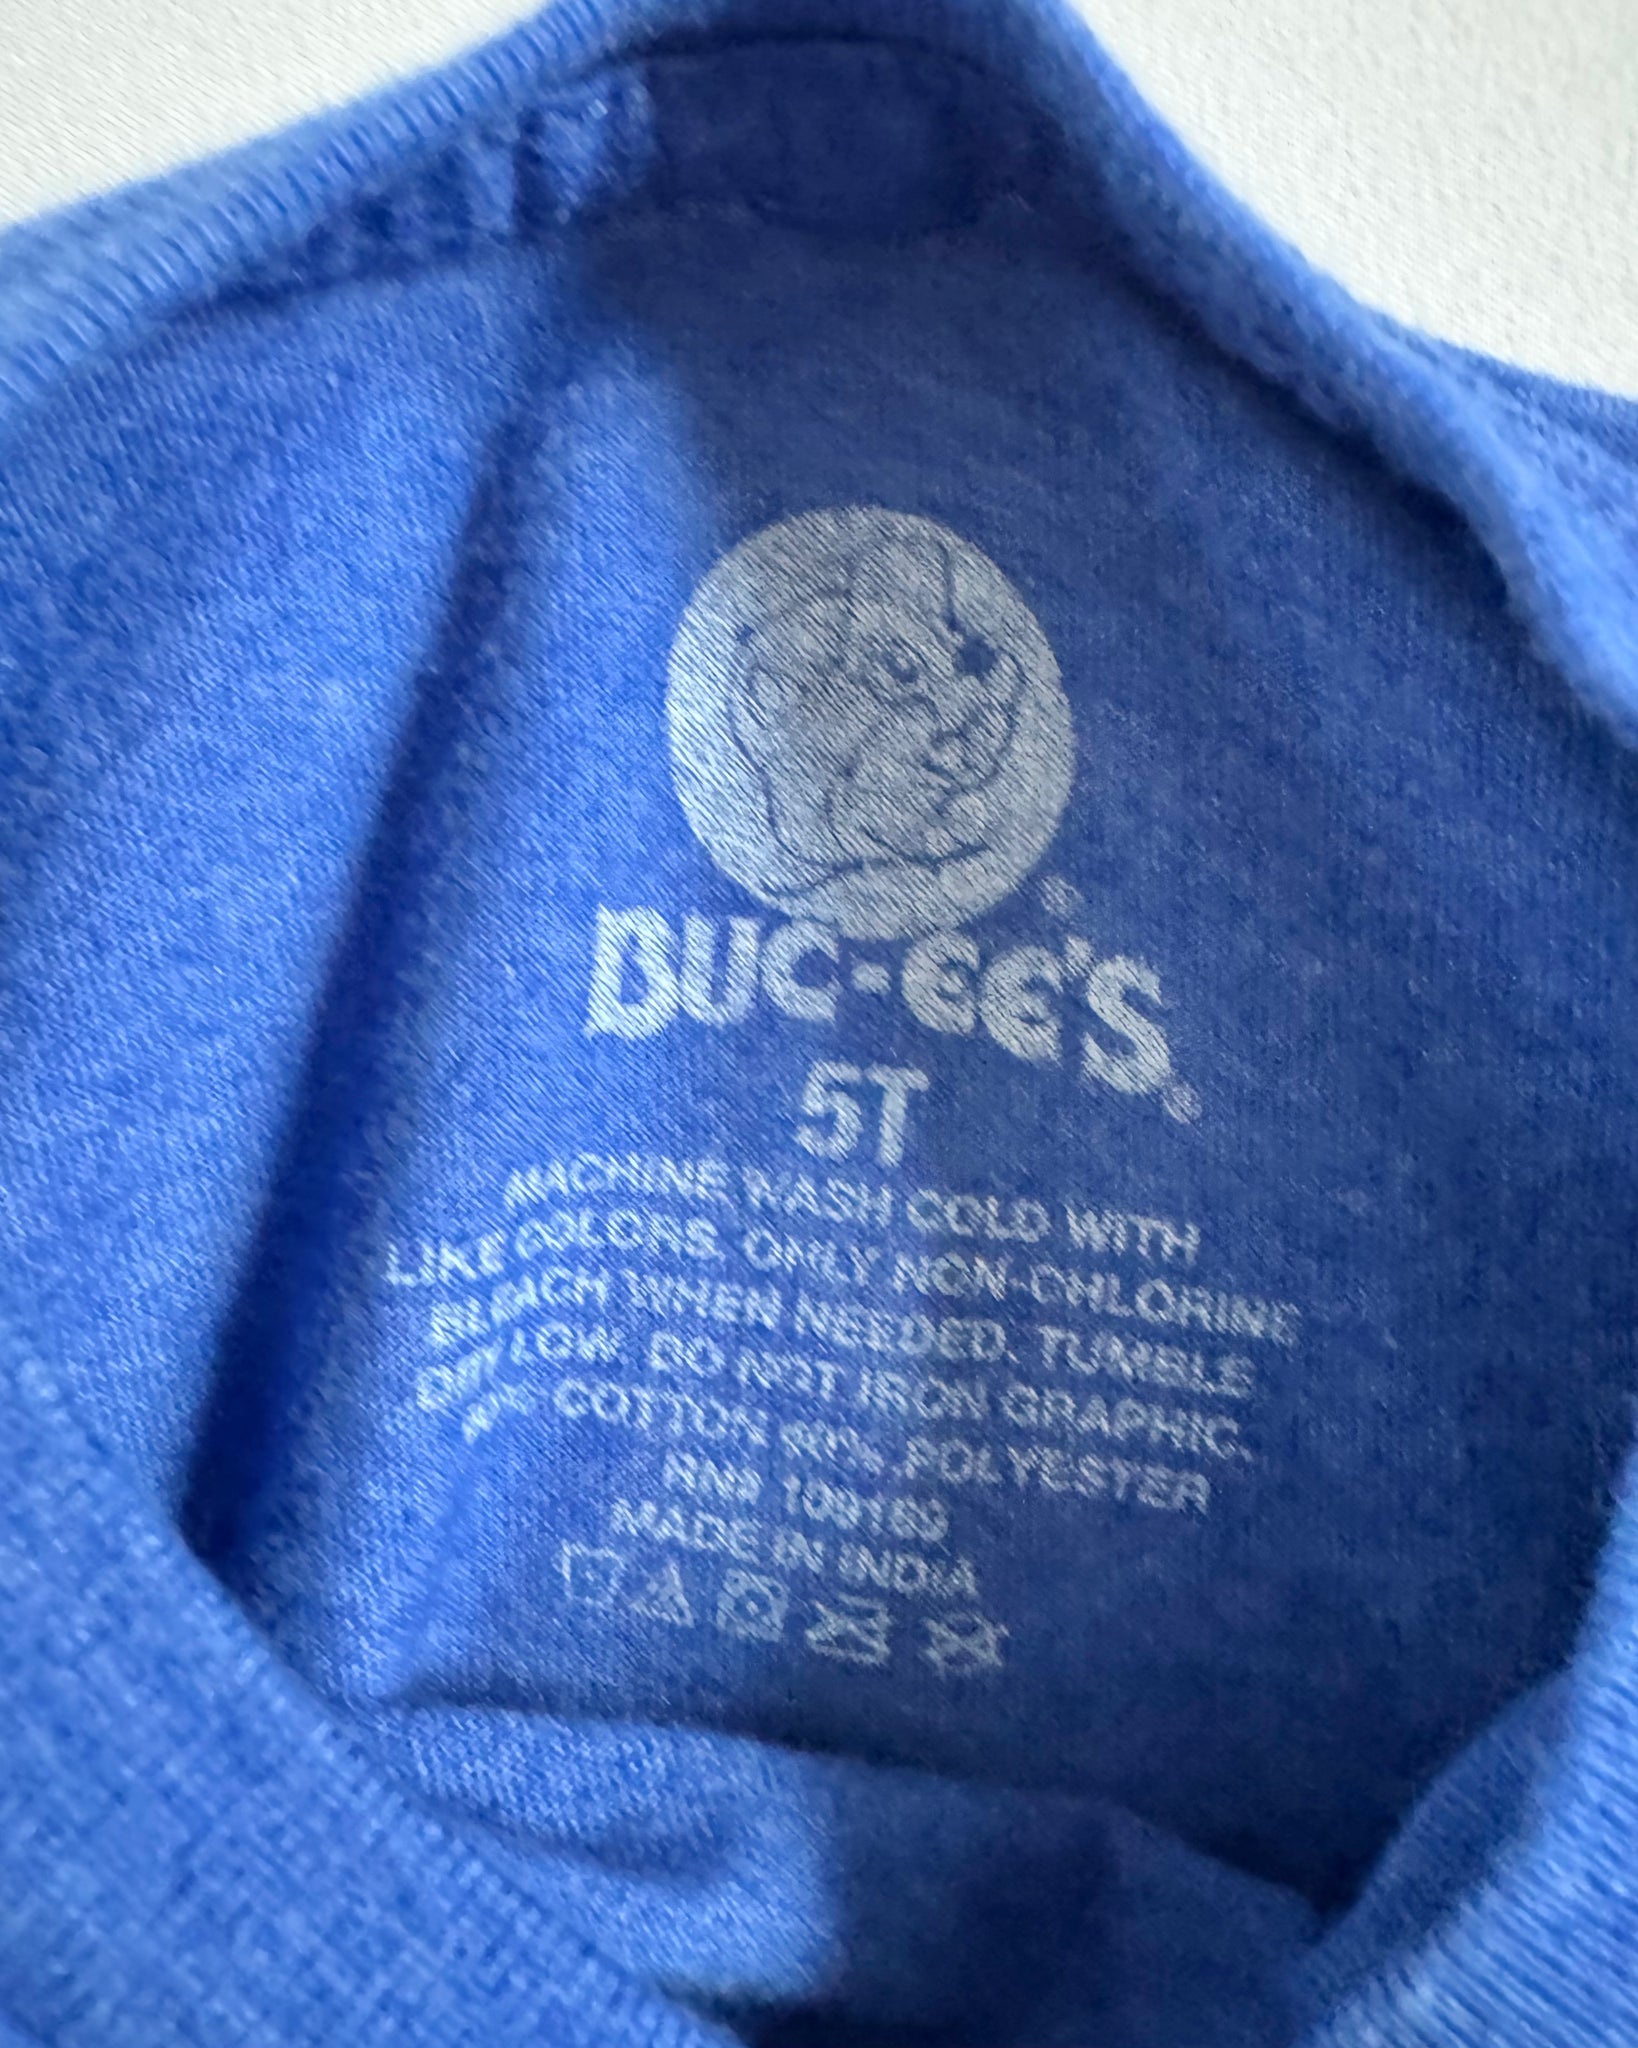 BUC-EE'S
5T
MACHINE WASH COLD WITH
LIKE COLORS. ONLY NON-CHLORINE
BLEACH WHEN NEEDED. TUMBLE
DRY LOW. DO NOT IRON GRAPHIC.
COTTON POLYESTER
RN#
MADE IN INDIA